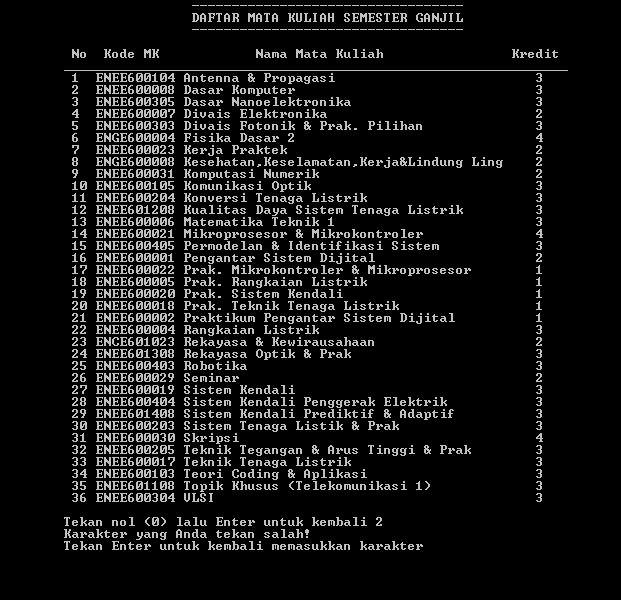 ----------------------------------
DAFTAR MATA KULIAH SEMESTER GANJIL
----------------------------------
No Kode MK Nama Mata Kuliah Kredit
1 ENEE600104 Antenna & Propagasi 3
2 ENEE600008 Dasar Komputer 3
3 ENEE600305 Dasar Nanoelektronika 3
4 ENEE600007 Divais Elektronika 2
5 ENEE600303 Divais Fotonik & Prak. Pilihan 3
6 ENGE600004 Fisika Dasar 2 4
7 ENEE600023 Kerja Praktek 2
8 ENGE600008 Kesehatan,Keselamatan,Kerja&Lindung Ling 2
9 ENEE600031 Komputasi Numerik 2
10 ENEE600105 Komunikasi Optik 3
11 ENEE600204 Konversi Tenaga Listrik 3
12 ENEE601208 Kualitas Daya Sistem Tenaga Listrik 3
13 ENEE600006 Matematika Teknik 1 3
14 ENEE600021 Mikroprosesor & Mikrokontroler 4
15 ENEE600405 Permodelan & Identifikasi Sistem 3
16 ENEE600001 Pengantar Sistem Dijital 2
17 ENEE600022 Prak. Mikrokontroler & Mikroprosesor 1
18 ENEE600005 Prak. Rangkaian Listrik 1
19 ENEE600020 Prak. Sistem Kendali 1
20 ENEE600018 Prak. Teknik Tenaga Listrik 1
21 ENEE600002 Praktikum Pengantar Sistem Dijital 1
22 ENEE600004 Rangkaian Listrik 3
23 ENCE601023 Rekayasa & Kewirausahaan 2
24 ENEE601308 Rekayasa Optik & Prak 3
25 ENEE600403 Robotika 3
26 ENEE600029 Seminar 2
27 ENEE600019 Sistem Kendali 3
28 ENEE600404 Sistem Kendali Penggerak Elektrik 3
29 ENEE601408 Sistem Kendali Prediktif & Adaptif 3
30 ENEE600203 Sistem Tenaga Listik & Prak 3
31 ENEE600030 Skripsi 4
32 ENEE600205 Teknik Tegangan & Arus Tinggi & Prak 3
33 ENEE600017 Teknik Tenaga Listrik 3
34 ENEE600103 Teori Coding & Aplikasi 3
35 ENEE601108 Topik Khusus (Telekomunikasi 1) 3
36 ENEE600304 VLSI 3
Tekan nol (0) lalu Enter untuk kembali 2
Karakter yang Anda tekan salah!
Tekan Enter untuk kembali memasukkan karakter